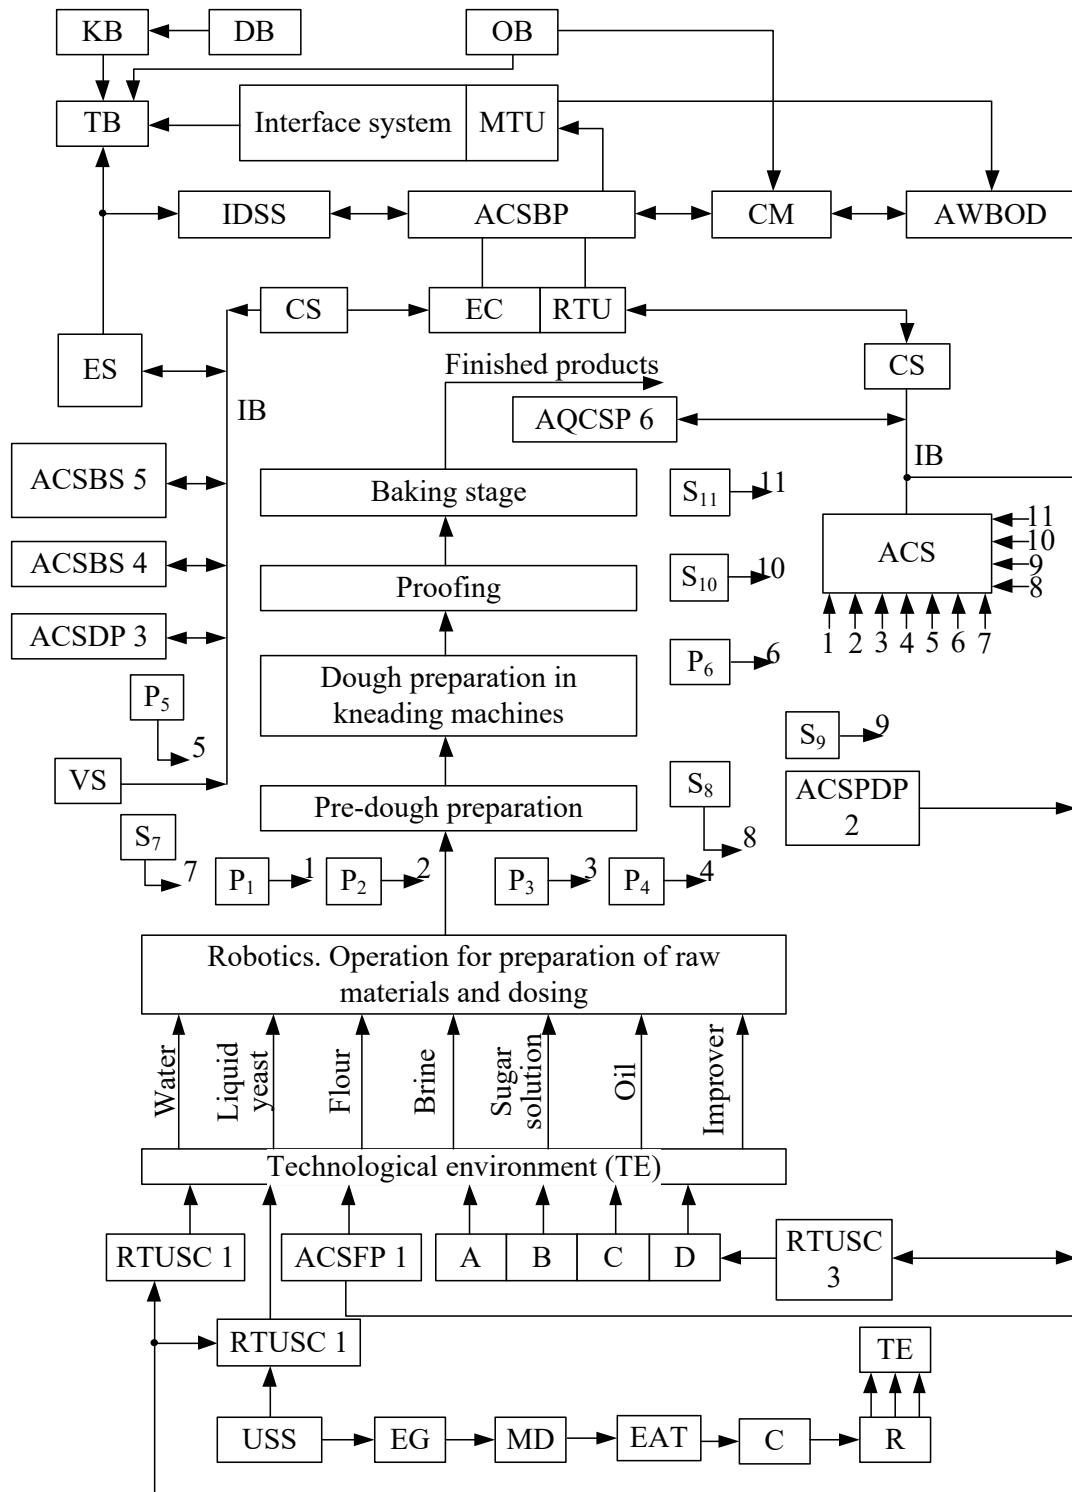 KB
DB
OB
TB
Interface system
MTU
IDSS
ACSBP
CM
AWBOD
CS
EC
RTU
CS
ES
IB
Finished products
AQCSP 6
IB
ACSBS 5
Baking stage
S11
11
ACS
11
10
9
8
1
2
3
4
5
6
7
ACSBS 4
Proofing
S10
10
ACSDP 3
Dough preparation in
kneading machines
P6
6
P5
5
S9
9
VS
Pre-dough preparation
S8
8
ACSPDP
2
S7
7
P1
1
P2
2
P3
3
P4
4
Robotics. Operation for preparation of raw
materials and dosing
Water
Liquid
yeast
Flour
Brine
Sugar
solution
Oil
Improver
Technological environment (TE)
RTUSC 1
ACSFP 1
A
B
C
D
RTUSC
3
RTUSC 1
TE
USS
EG
MD
EAT
C
R